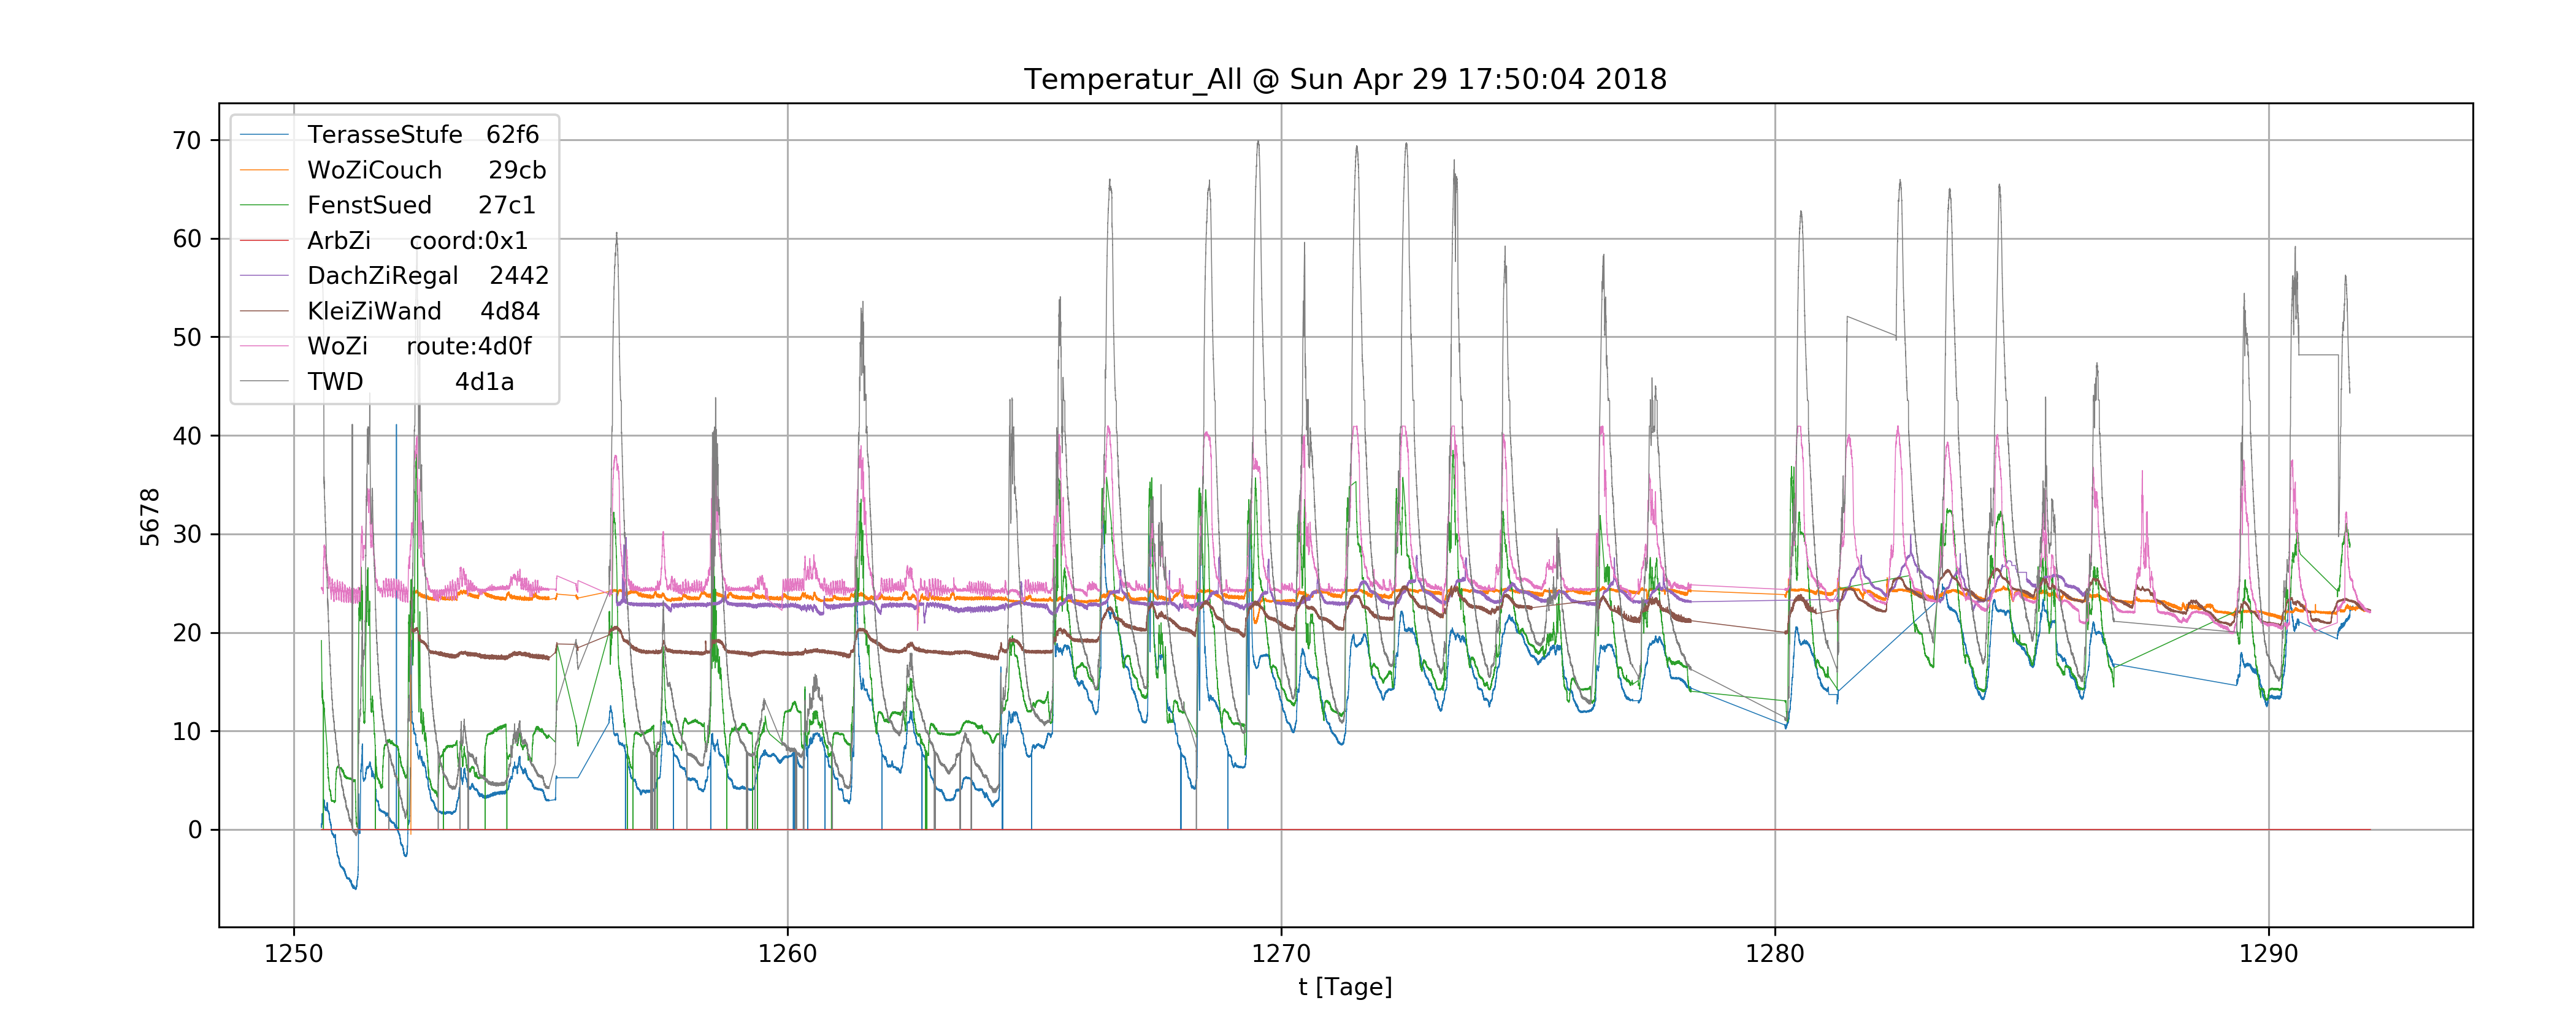 Temperatur_All @ Sun Apr 29 17:50:04 2018
TerasseStufe 62f6
WoZiCouch 29cb
FenstSued 27c1
ArbZi coord:0x1
DachZiRegal 2442
KleiZiWand 4d84
WoZi route:4d0f
TWD 4d1a
70
60
50
40
30
20
10
0
5678
1250 1260 1270 1280 1290
t [Tage]